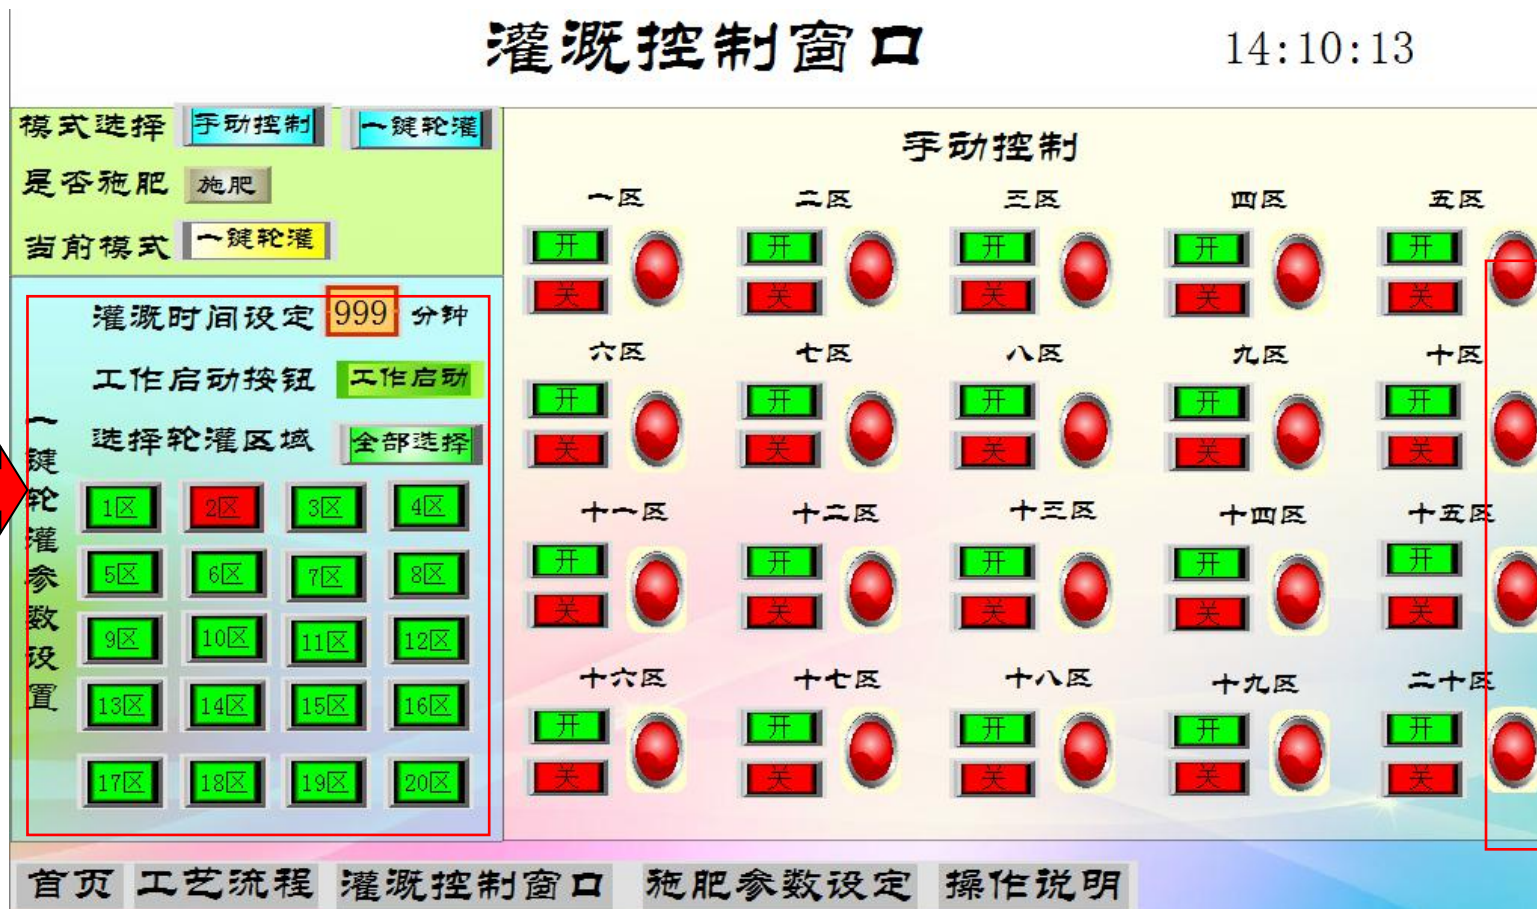 灌溉控制窗口
14:10:13
模式选择 手动控制 一键轮灌
是否施肥 施肥
当前模式 一键轮灌
灌溉时间设定 999 分钟
工作启动按钮 工作启动
选择轮灌区域 全部选择
一键轮灌参数设置
1区 2区 3区 4区
5区 6区 7区 8区
9区 10区 11区 12区
13区 14区 15区 16区
17区 18区 19区 20区
手动控制
一区 二区 三区 四区 五区
开 开 开 开 开
关 关 关 关 关
六区 七区 八区 九区 十区
开 开 开 开 开
关 关 关 关 关
十一区 十二区 十三区 十四区 十五区
开 开 开 开 开
关 关 关 关 关
十六区 十七区 十八区 十九区 二十区
开 开 开 开 开
关 关 关 关 关
首页 工艺流程 灌溉控制窗口 施肥参数设定 操作说明